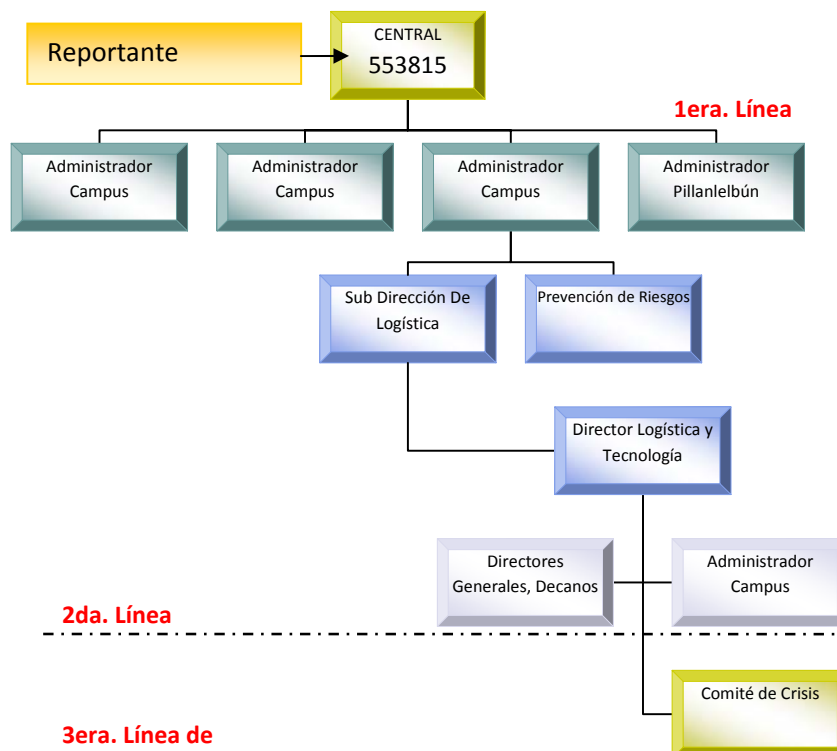 Reportante
CENTRAL
553815
1era. Línea
Administrador
Campus
Administrador
Campus
Administrador
Campus
Administrador
Pillanlelbún
Sub Dirección De
Logística
Prevención de Riesgos
Director Logística y
Tecnología
Directores
Generales, Decanos
Administrador
Campus
2da. Línea
Comité de Crisis
3era. Línea de